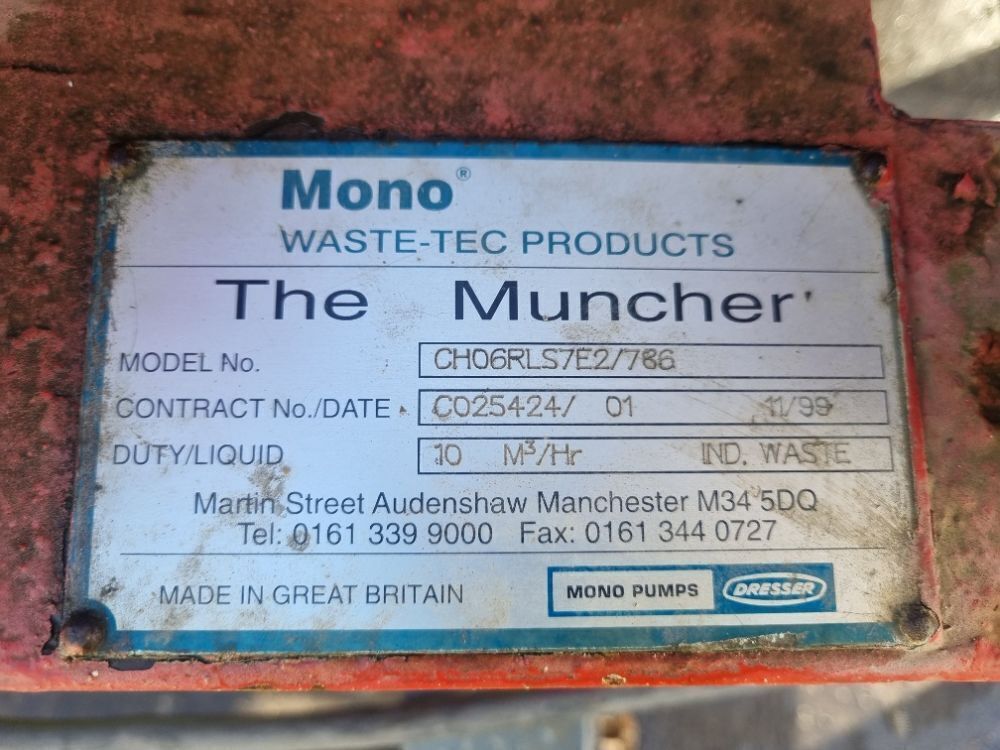 Mono®
WASTE-TEC PRODUCTS
The Muncher
MODEL No. CH06RLS7E2/786
CONTRACT No./DATE C025424/ 01 11/99
DUTY/LIQUID 10 M³/Hr IND. WASTE
Martin Street Audenshaw Manchester M34 5DQ
Tel: 0161 339 9000 Fax: 0161 344 0727
MADE IN GREAT BRITAIN MONO PUMPS DRESSER